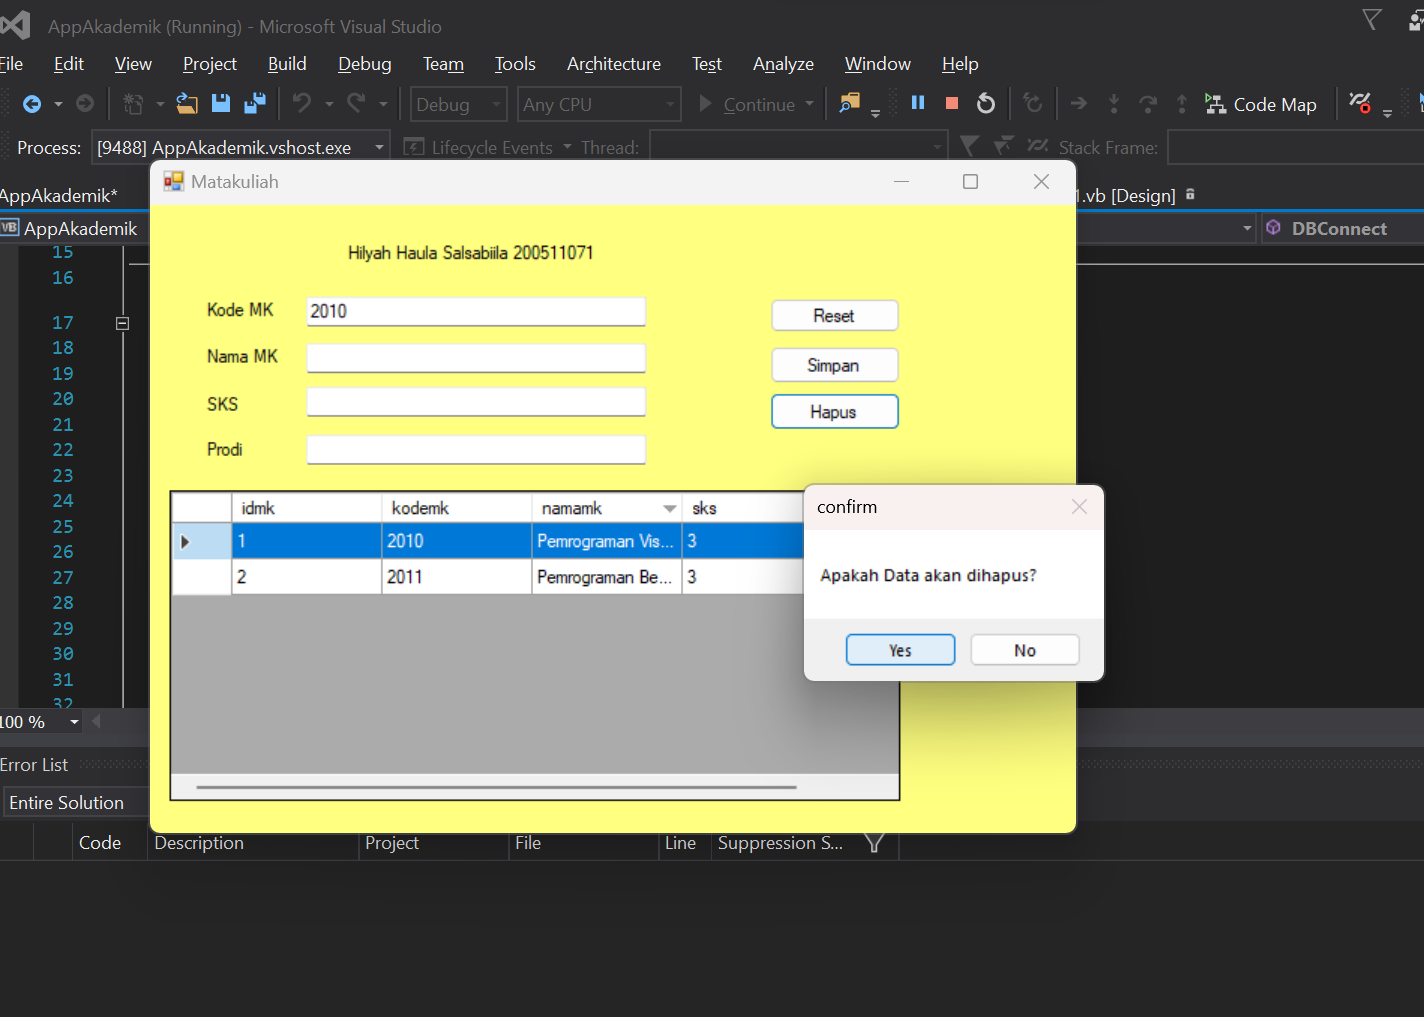 AppAkademik (Running) - Microsoft Visual Studio
File Edit View Project Build Debug Team Tools Architecture Test Analyze Window Help
Debug Any CPU Continue Code Map
Process: [9488] AppAkademik.vshost.exe Lifecycle Events Thread: Stack Frame:
Matakuliah
AppAkademik* 1.vb [Design]
VB AppAkademik DBConnect
15
Hilyah Haula Salsabiila 200511071
16
Kode MK 2010 Reset
17
18
Nama MK Simpan
19
20
SKS Hapus
21
22
Prodi
23
24
idmk kodemk namamk sks
confirm
25
1 2010 Pemrograman Vis... 3
26
27
2 2011 Pemrograman Be... 3
Apakah Data akan dihapus?
28
29
30
Yes No
31
32
100 %
Error List
Entire Solution
Code Description Project File Line Suppression S...